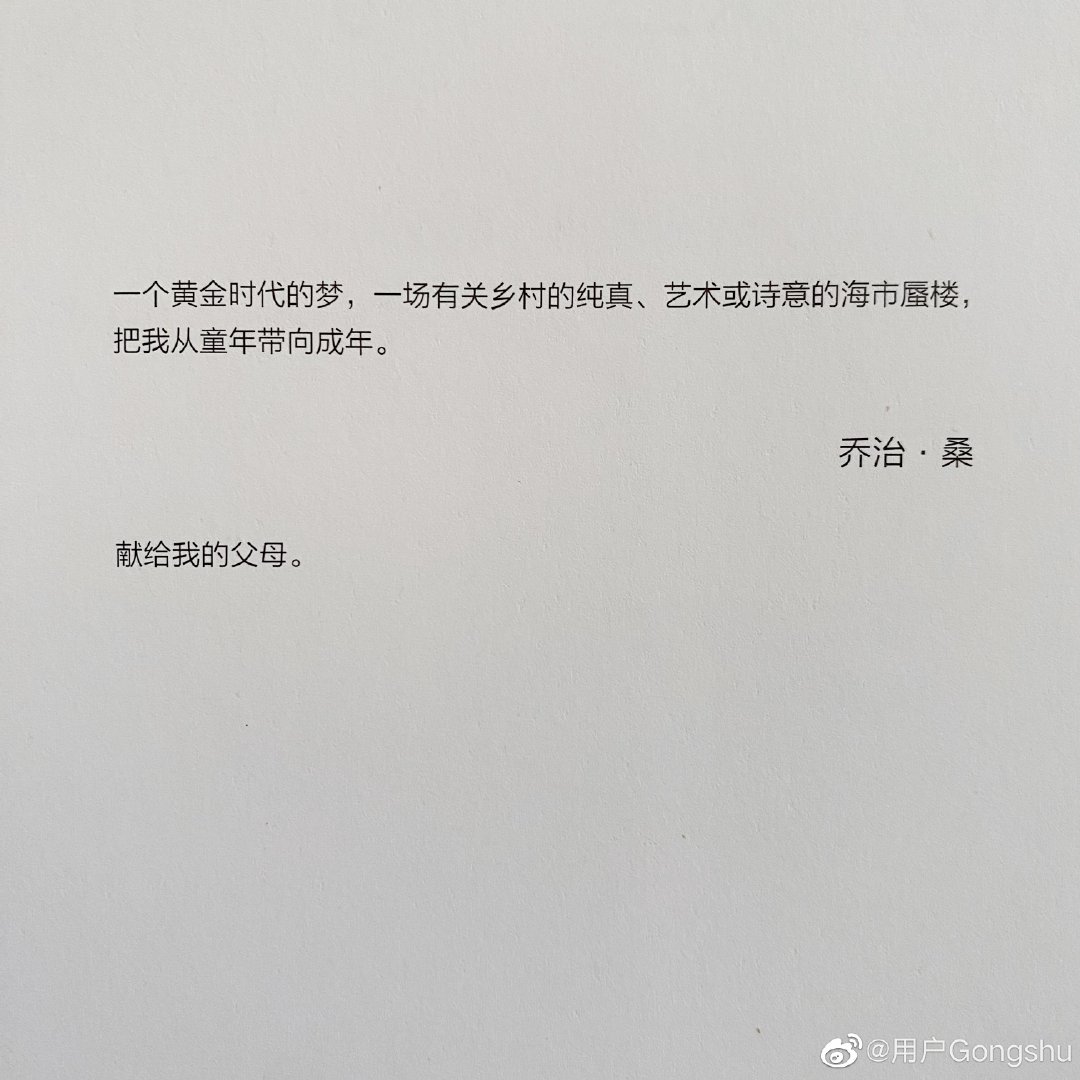 一个黄金时代的梦，一场有关乡村的纯真、艺术或诗意的海市蜃楼，
把我从童年带向成年。
乔治·桑
献给我的父母。
@用户Gongshu